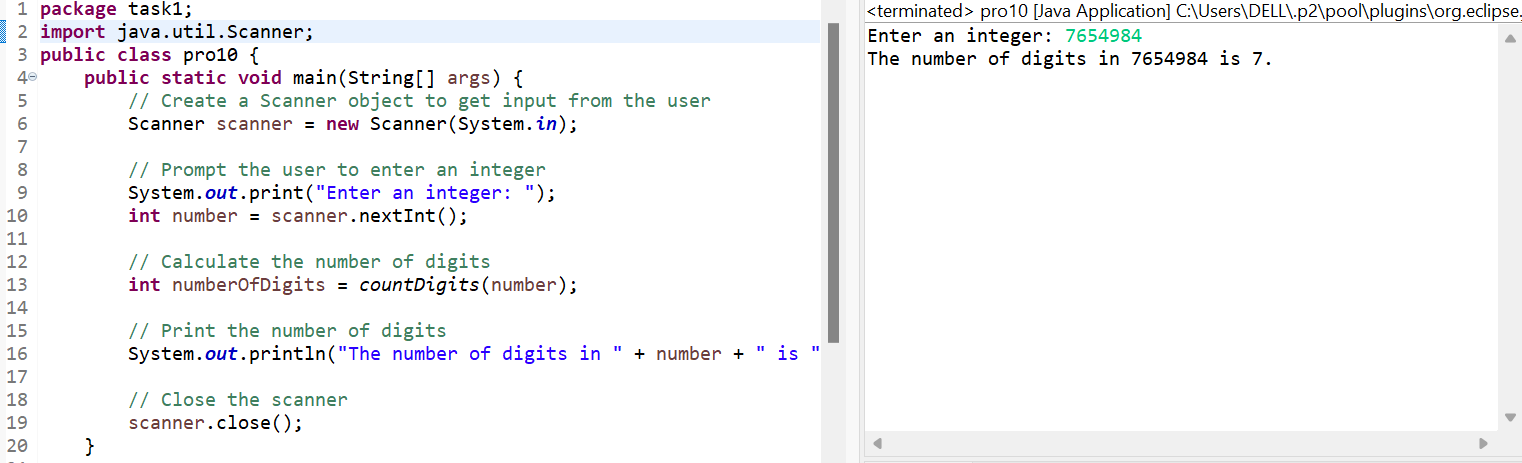 1 package task1;
2 import java.util.Scanner;
3 public class pro10 {
4 public static void main(String[] args) {
5 // Create a Scanner object to get input from the user
6 Scanner scanner = new Scanner(System.in);
7
8 // Prompt the user to enter an integer
9 System.out.print("Enter an integer: ");
10 int number = scanner.nextInt();
11
12 // Calculate the number of digits
13 int numberOfDigits = countDigits(number);
14
15 // Print the number of digits
16 System.out.println("The number of digits in " + number + " is "
17
18 // Close the scanner
19 scanner.close();
20 }
<terminated> pro10 [Java Application] C:\Users\DELL\.p2\pool\plugins\org.eclipse.
Enter an integer: 7654984
The number of digits in 7654984 is 7.